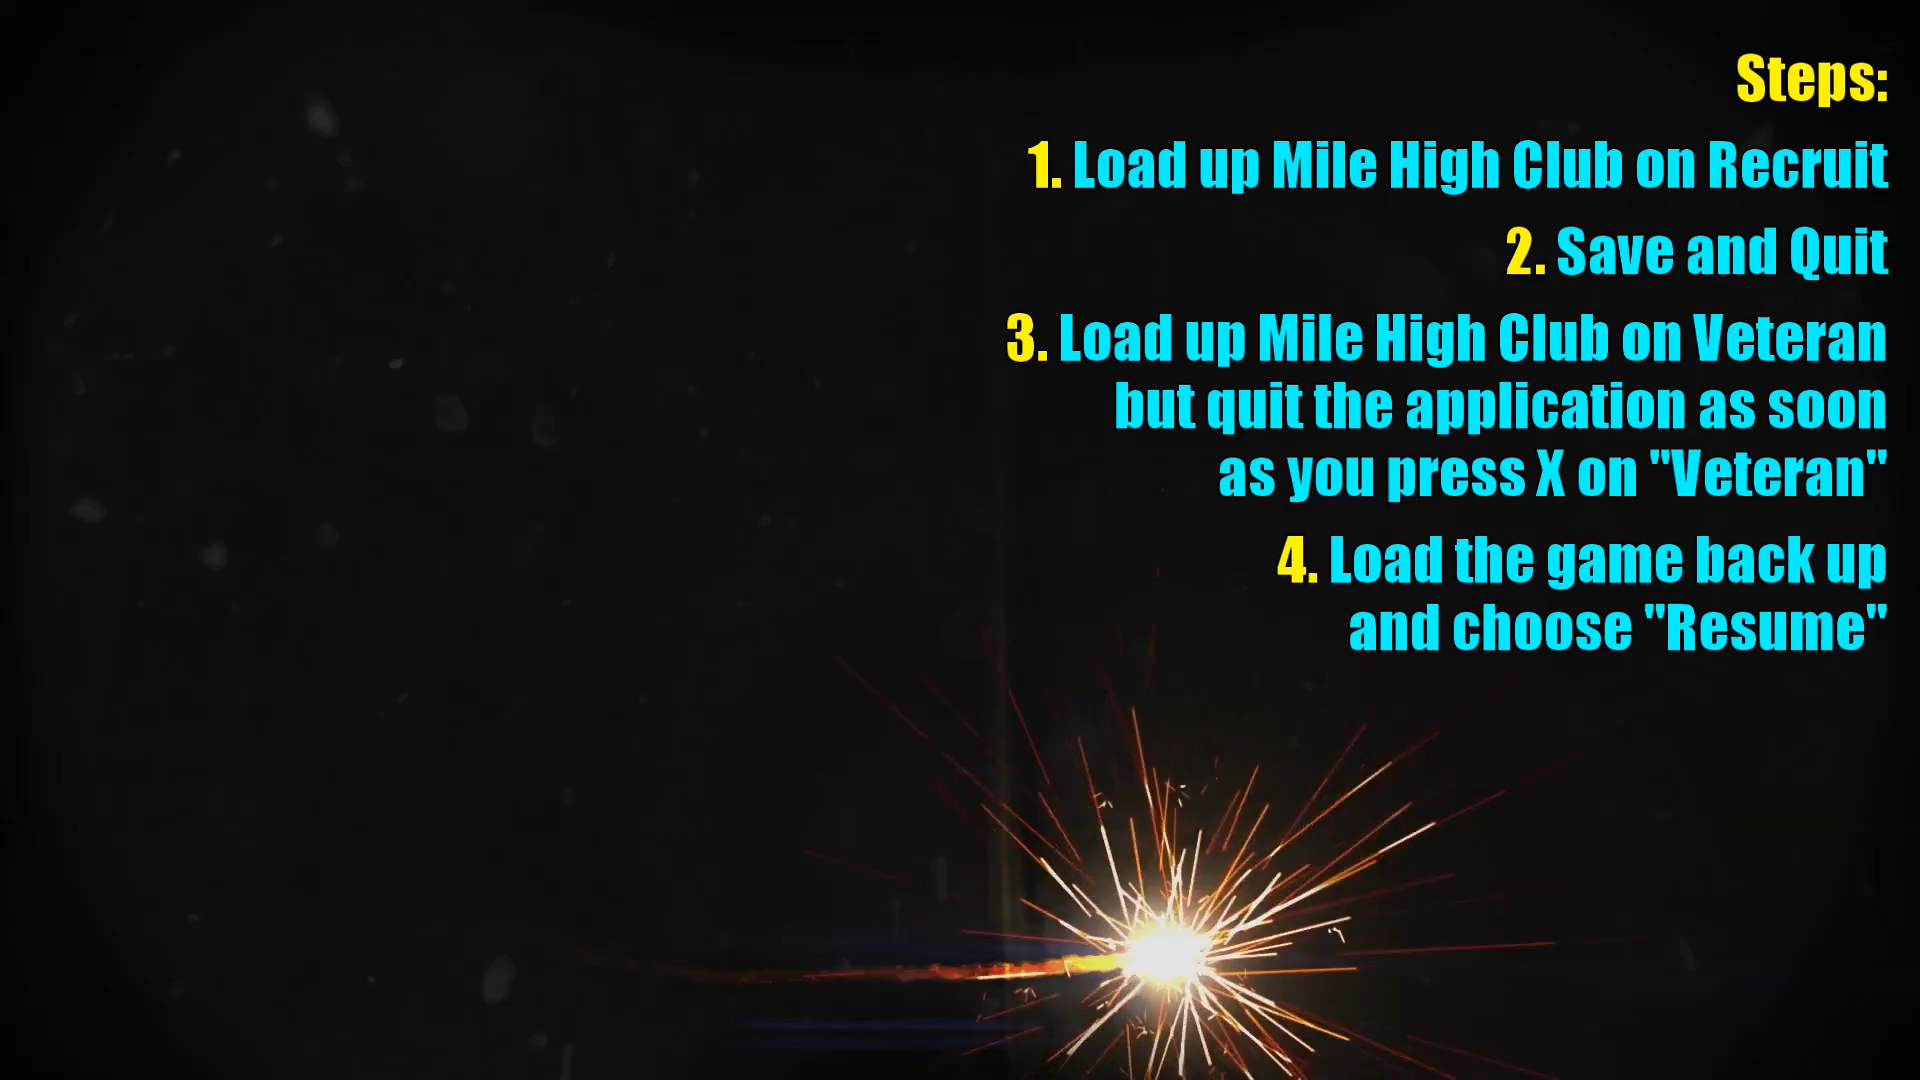 Steps:
1. Load up Mile High Club on Recruit
2. Save and Quit
3. Load up Mile High Club on Veteran
but quit the application as soon
as you press X on "Veteran"
4. Load the game back up
and choose "Resume"